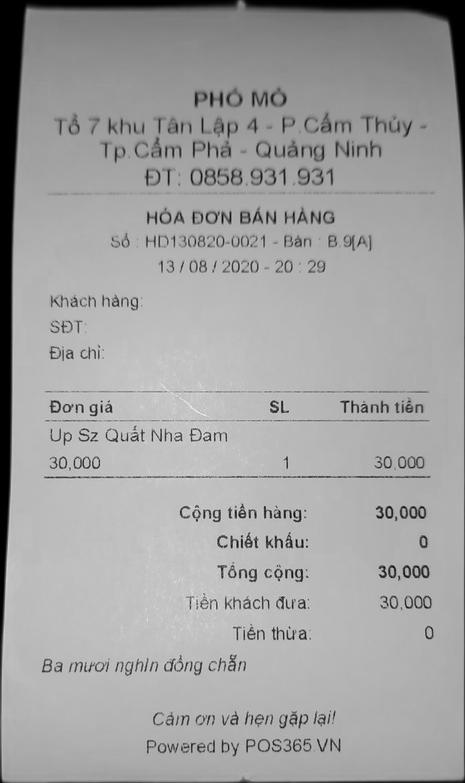 PHỐ MỎ
Tổ 7 khu Tân Lập 4 - P.Cẩm Thủy -
Tp.Cẩm Phả - Quảng Ninh
ĐT: 0858.931.931
HÓA ĐƠN BÁN HÀNG
Số : HD130820-0021 - Bàn : B.9[A]
13 / 08 / 2020 - 20 : 29
Khách hàng:
SĐT:
Địa chỉ:
Đơn giá SL Thành tiền
Up Sz Quất Nha Đam
30,000 1 30,000
Cộng tiền hàng: 30,000
Chiết khấu: 0
Tổng cộng: 30,000
Tiền khách đưa: 30,000
Tiền thừa: 0
Ba mươi nghìn đồng chẵn
Cảm ơn và hẹn gặp lại!
Powered by POS365.VN